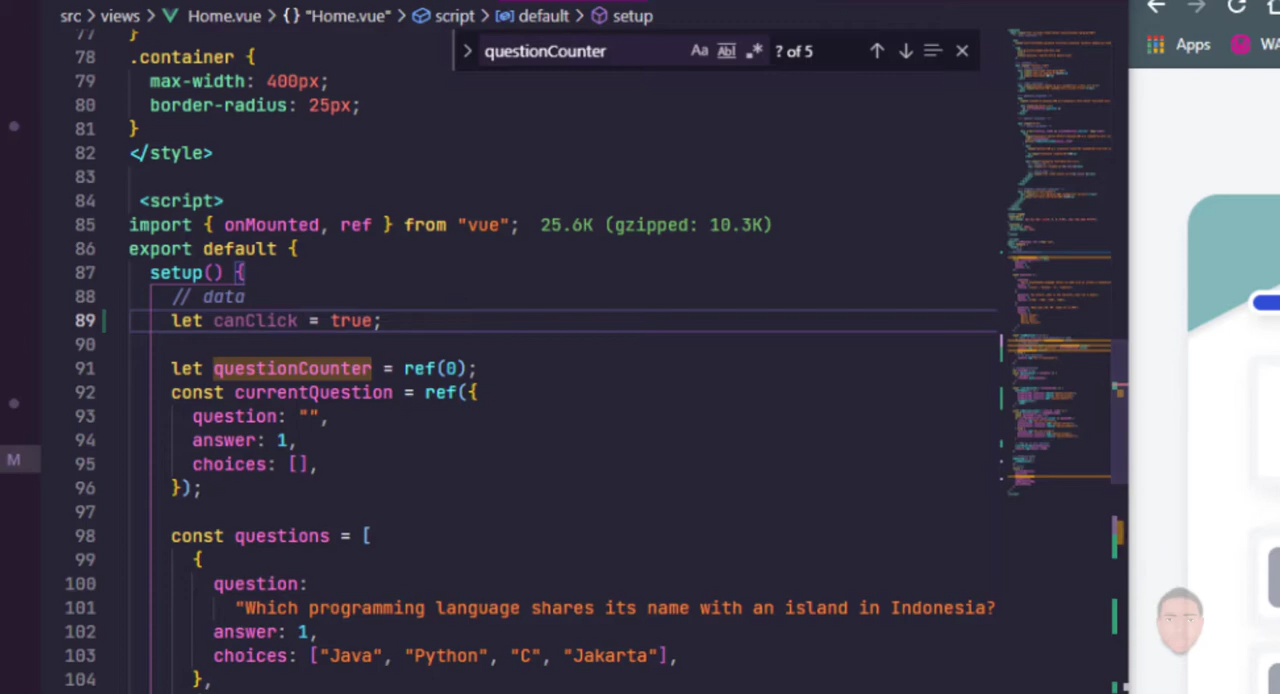 src > views > Home.vue > {} "Home.vue" > script > default > setup
questionCounter Aa Abl .* ? of 5
Apps
77 }
78 .container {
79 max-width: 400px;
80 border-radius: 25px;
81 }
82 </style>
83
84 <script>
85 import { onMounted, ref } from "vue"; 25.6K (gzipped: 10.3K)
86 export default {
87 setup() {
88 // data
89 let canClick = true;
90
91 let questionCounter = ref(0);
92 const currentQuestion = ref({
93 question: "",
94 answer: 1,
95 choices: [],
96 });
97
98 const questions = [
99 {
100 question:
101 "Which programming language shares its name with an island in Indonesia?
102 answer: 1,
103 choices: ["Java", "Python", "C", "Jakarta"],
104 },
M